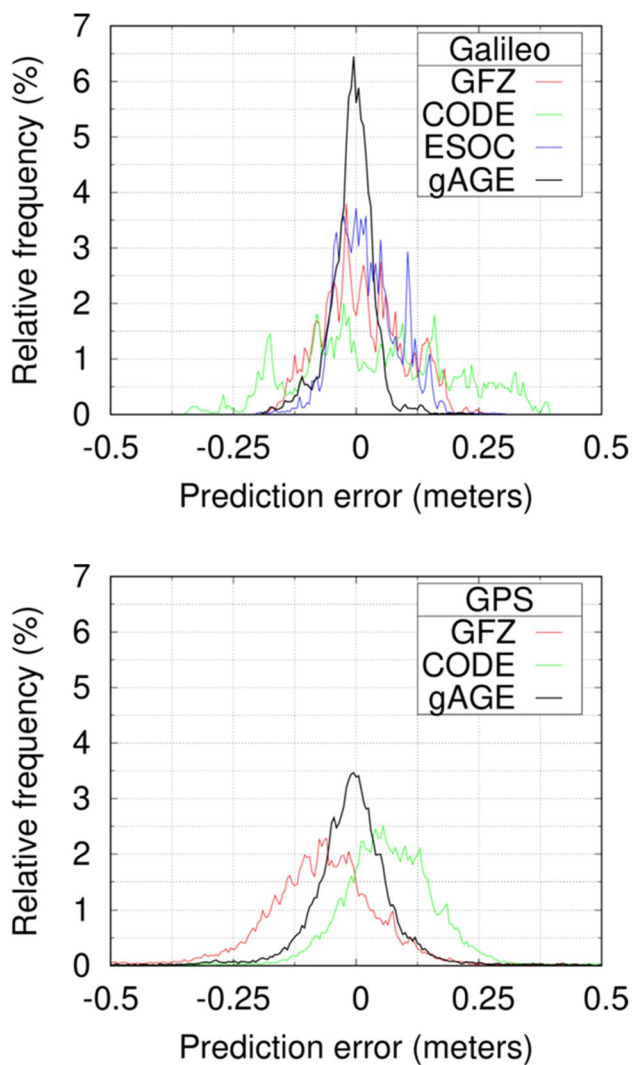 7
Galileo
6
GFZ
CODE
5
ESOC
gAGE
4
3
2
1
0
Relative frequency (%)
-0.5 -0.25 0 0.25 0.5
Prediction error (meters)
7
GPS
6
GFZ
CODE
5
gAGE
4
3
2
1
0
Relative frequency (%)
-0.5 -0.25 0 0.25 0.5
Prediction error (meters)